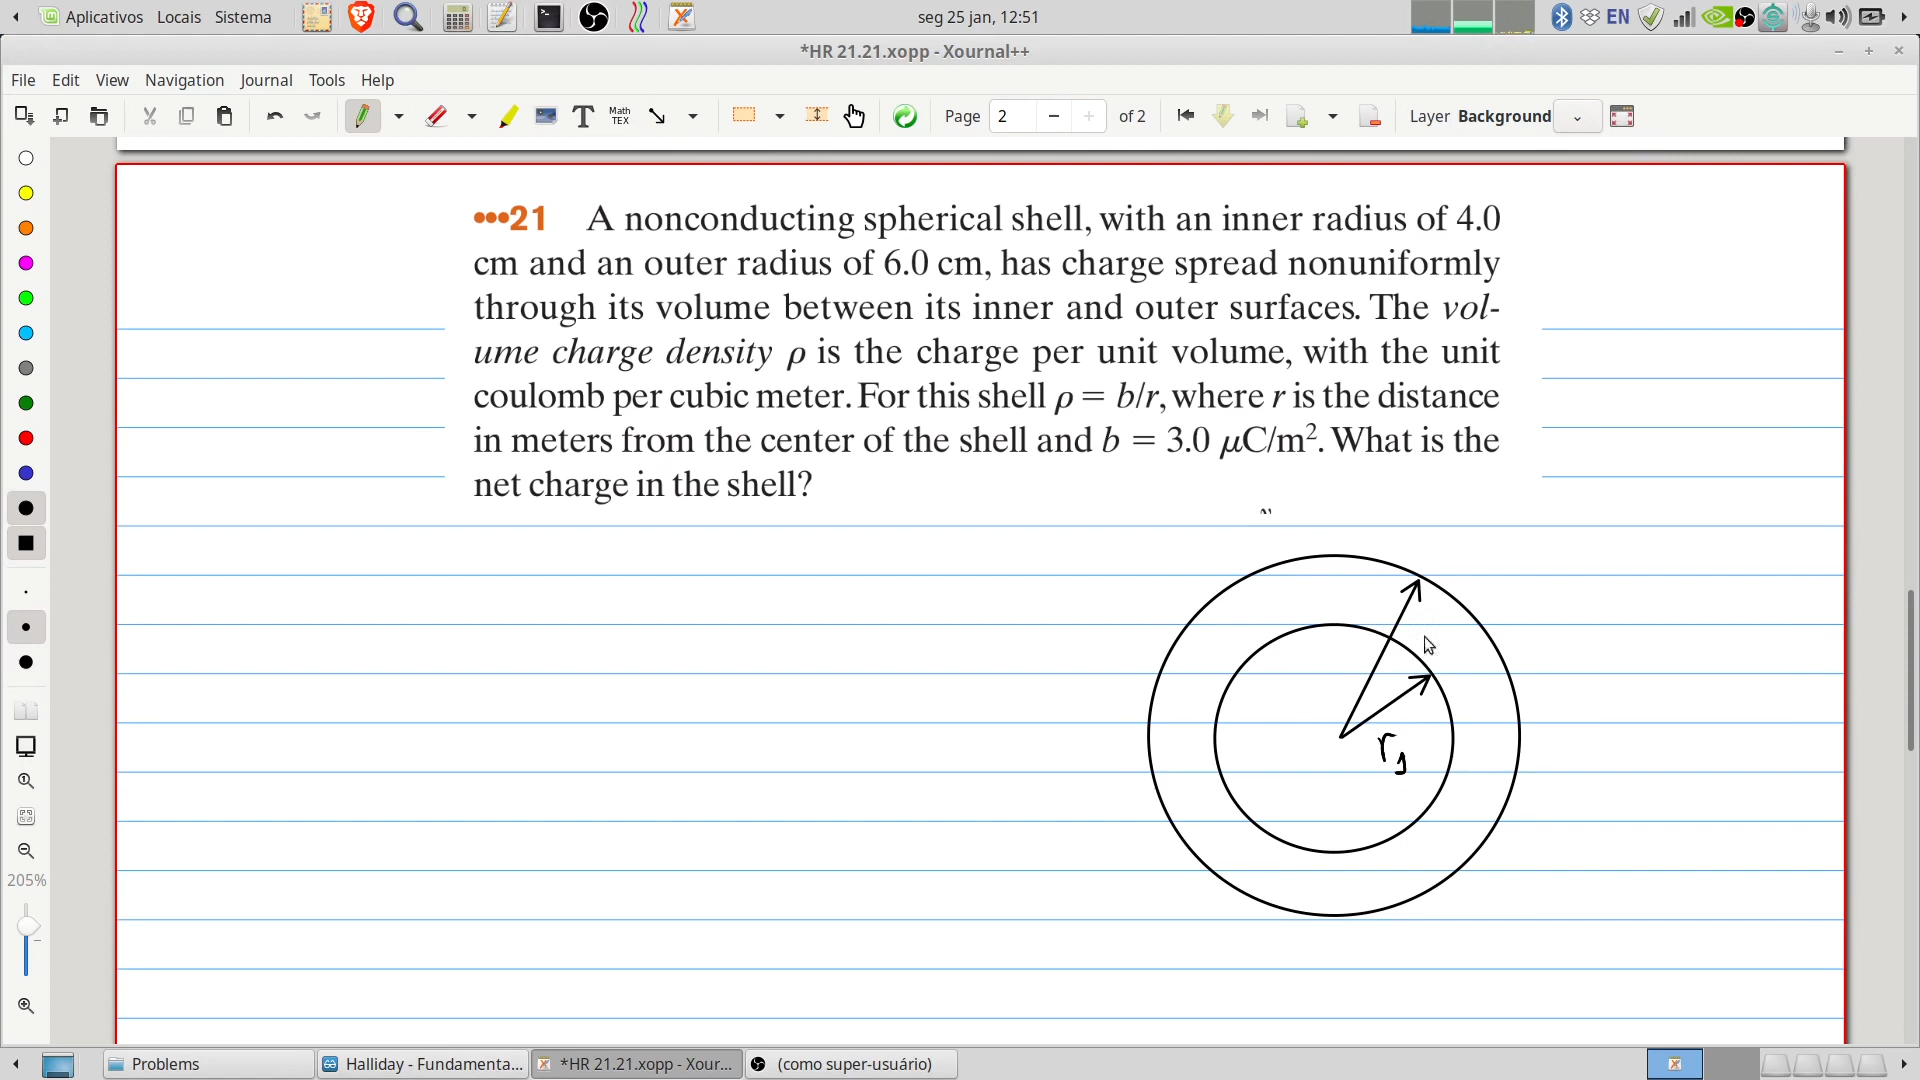 Aplicativos Locais Sistema
seg 25 jan, 12:51
EN
*HR 21.21.xopp - Xournal++
File Edit View Navigation Journal Tools Help
Math
TEX
Page 2 of 2 Layer Background
•••21 A nonconducting spherical shell, with an inner radius of 4.0
cm and an outer radius of 6.0 cm, has charge spread nonuniformly
through its volume between its inner and outer surfaces. The vol-
ume charge density ρ is the charge per unit volume, with the unit
coulomb per cubic meter. For this shell ρ = b/r, where r is the distance
in meters from the center of the shell and b = 3.0 μC/m². What is the
net charge in the shell?
r₁
205%
Problems
Halliday - Fundamenta...
*HR 21.21.xopp - Xour...
(como super-usuário)